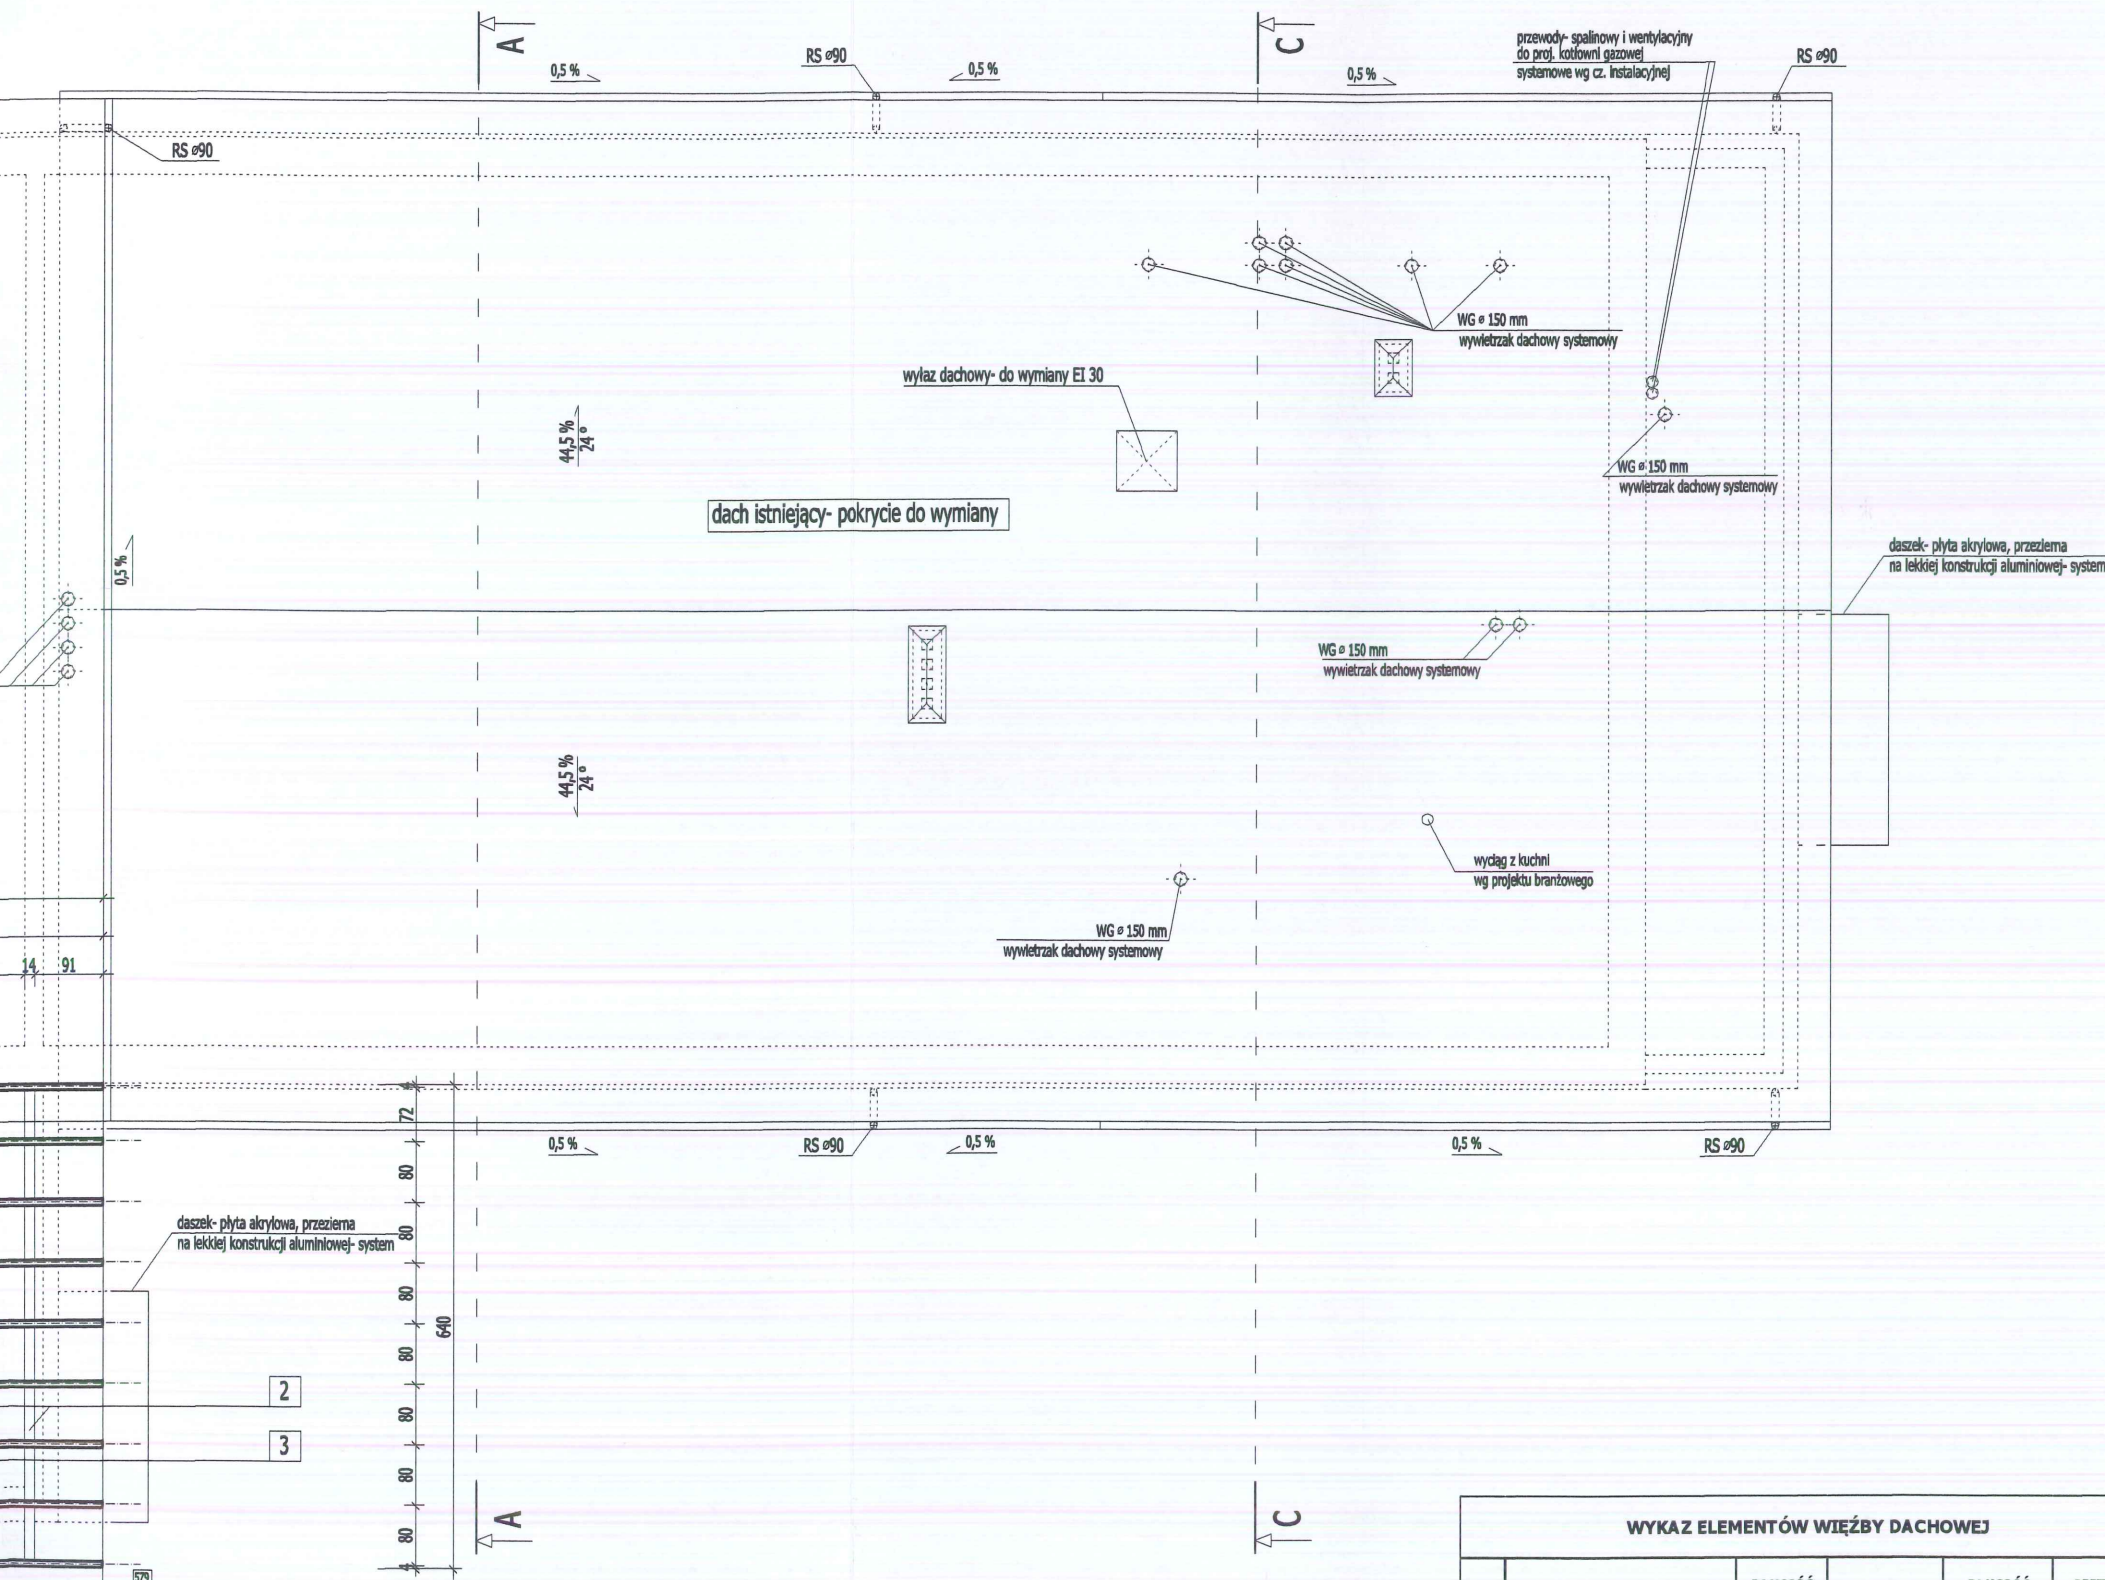 A
C
przewody- spalinowy i wentylacyjny
do proj. kotłowni gazowej
systemowe wg cz. instalacyjnej
RS ø90
RS ø90
0,5 %
0,5 %
0,5 %
RS ø90
WG ø 150 mm
wywietrzak dachowy systemowy
wyłaz dachowy- do wymiany EI 30
44,5 %
24 °
WG ø 150 mm
wywietrzak dachowy systemowy
dach istniejący- pokrycie do wymiany
0,5 %
daszek- płyta akrylowa, przezierna
na lekkiej konstrukcji aluminiowej- system
WG ø 150 mm
wywietrzak dachowy systemowy
44,5 %
24 °
wyciąg z kuchni
wg projektu branżowego
WG ø 150 mm
wywietrzak dachowy systemowy
14 91
4
72
0,5 %
RS ø90
0,5 %
0,5 %
RS ø90
80
daszek- płyta akrylowa, przezierna
na lekkiej konstrukcji aluminiowej- system
80
80
640
80
2
80
3
80
80
4
A
C
WYKAZ ELEMENTÓW WIĘŹBY DACHOWEJ
579